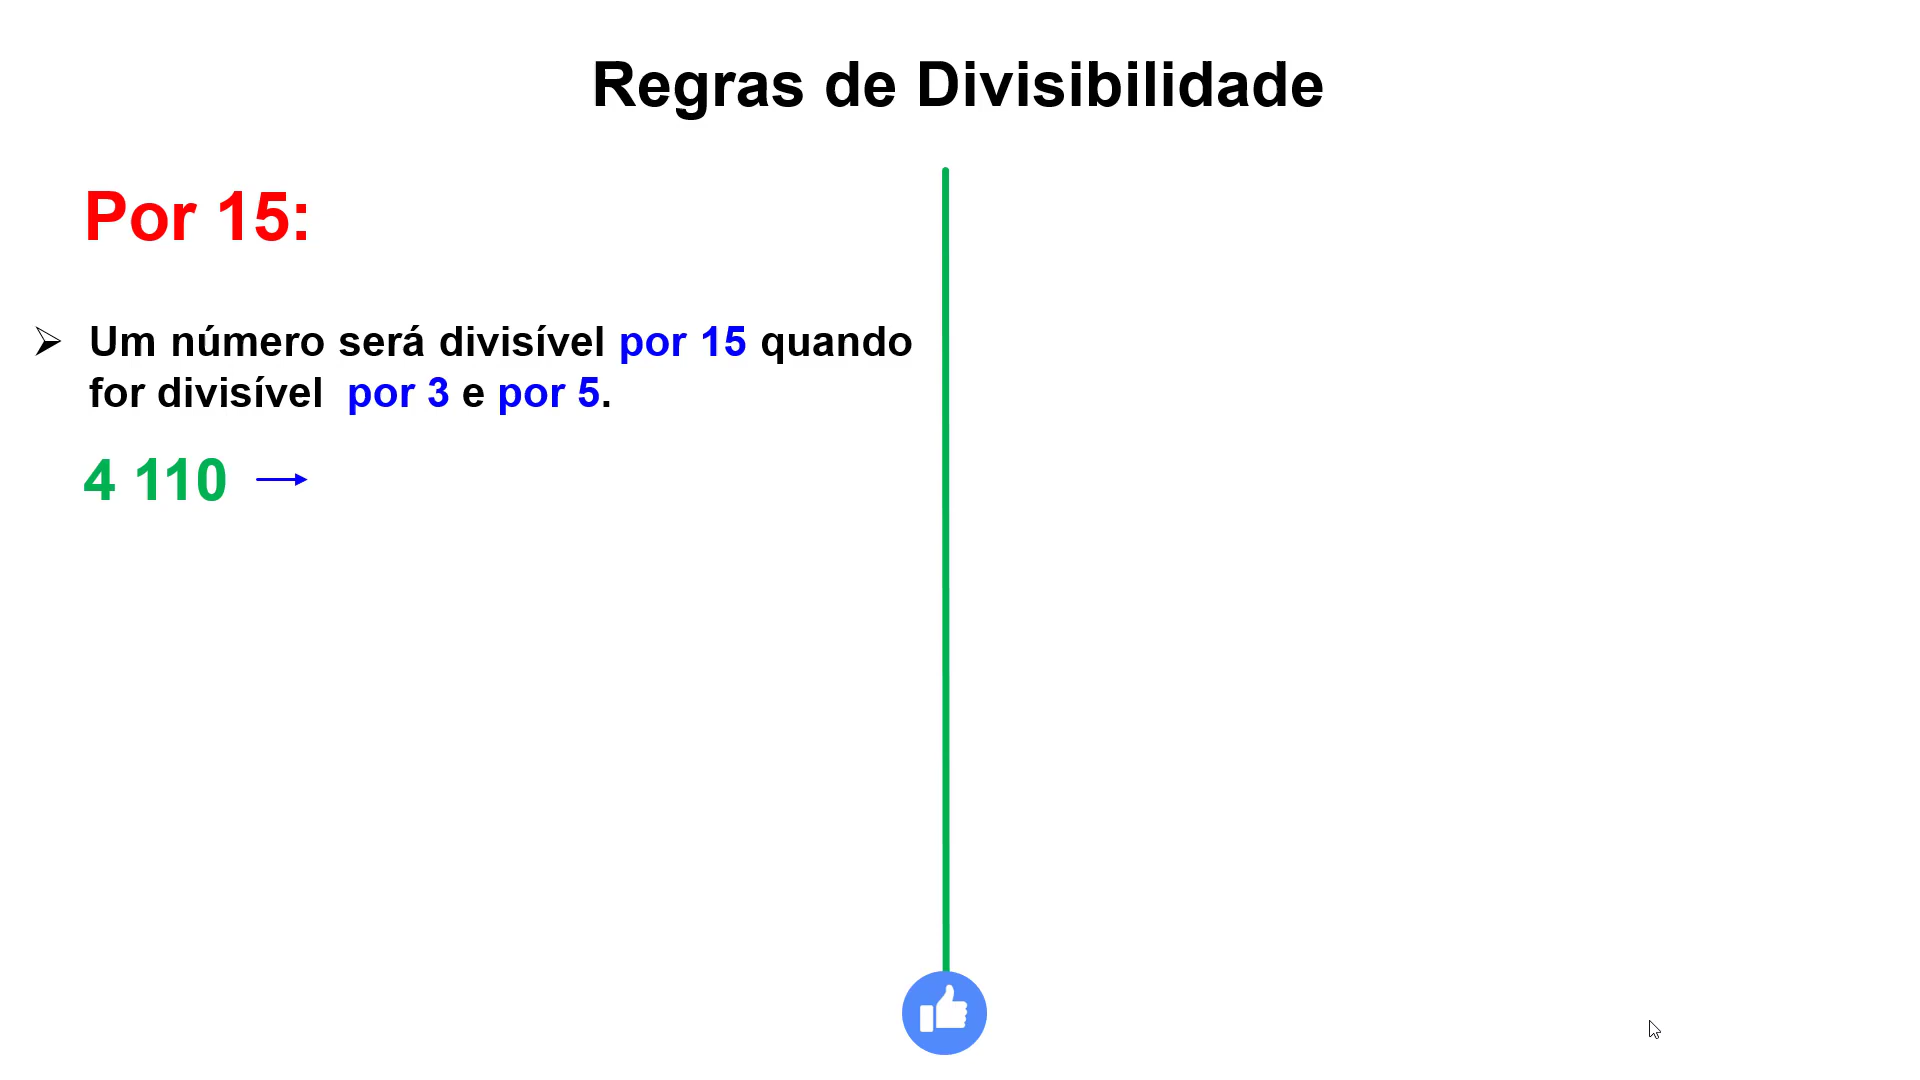 Regras de Divisibilidade
Por 15:
Um número será divisível por 15 quando
for divisível por 3 e por 5.
4 110